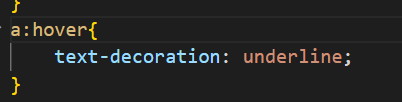 }
a:hover{
    text-decoration: underline;
}